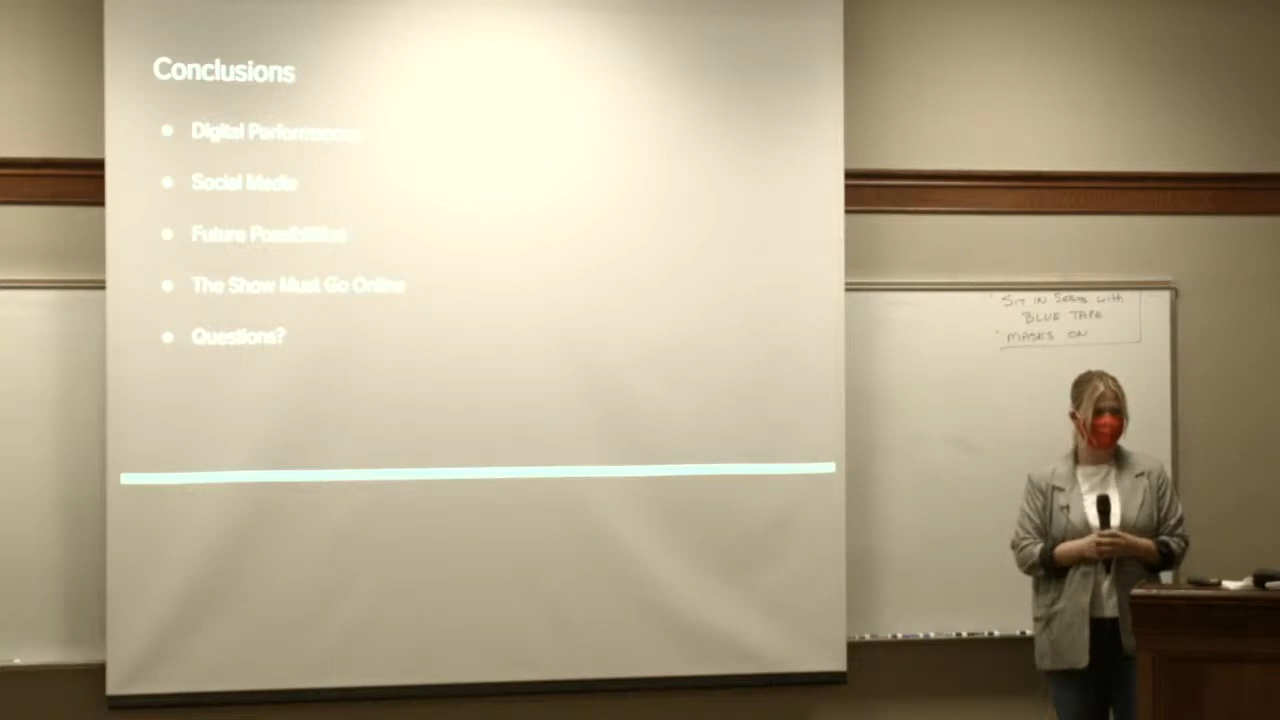 Conclusions
● Digital Performances
● Social Media
● Future Possibilities
● The Show Must Go Online
● Questions?
SIT IN SEATS with
BLUE TAPE
MASKS ON